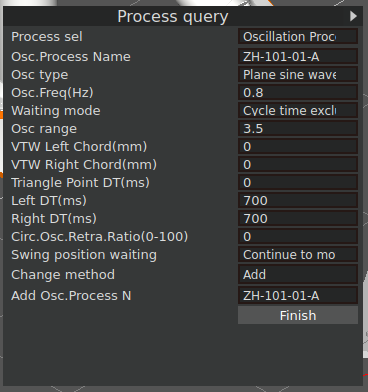 Process query
Process sel Oscillation Proc
Osc.Process Name ZH-101-01-A
Osc type Plane sine wave
Osc.Freq(Hz) 0.8
Waiting mode Cycle time exclu
Osc range 3.5
VTW Left Chord(mm) 0
VTW Right Chord(mm) 0
Triangle Point DT(ms) 0
Left DT(ms) 700
Right DT(ms) 700
Circ.Osc.Retra.Ratio(0-100) 0
Swing position waiting Continue to mo
Change method Add
Add Osc.Process N ZH-101-01-A
Finish